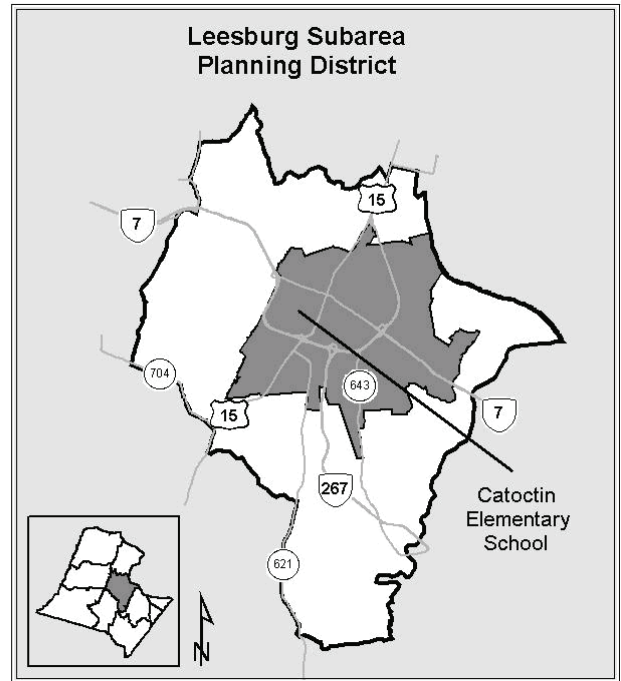 Leesburg Subarea
Planning District
15
7
704
643
15
7
267
Catoctin
Elementary
School
621
N